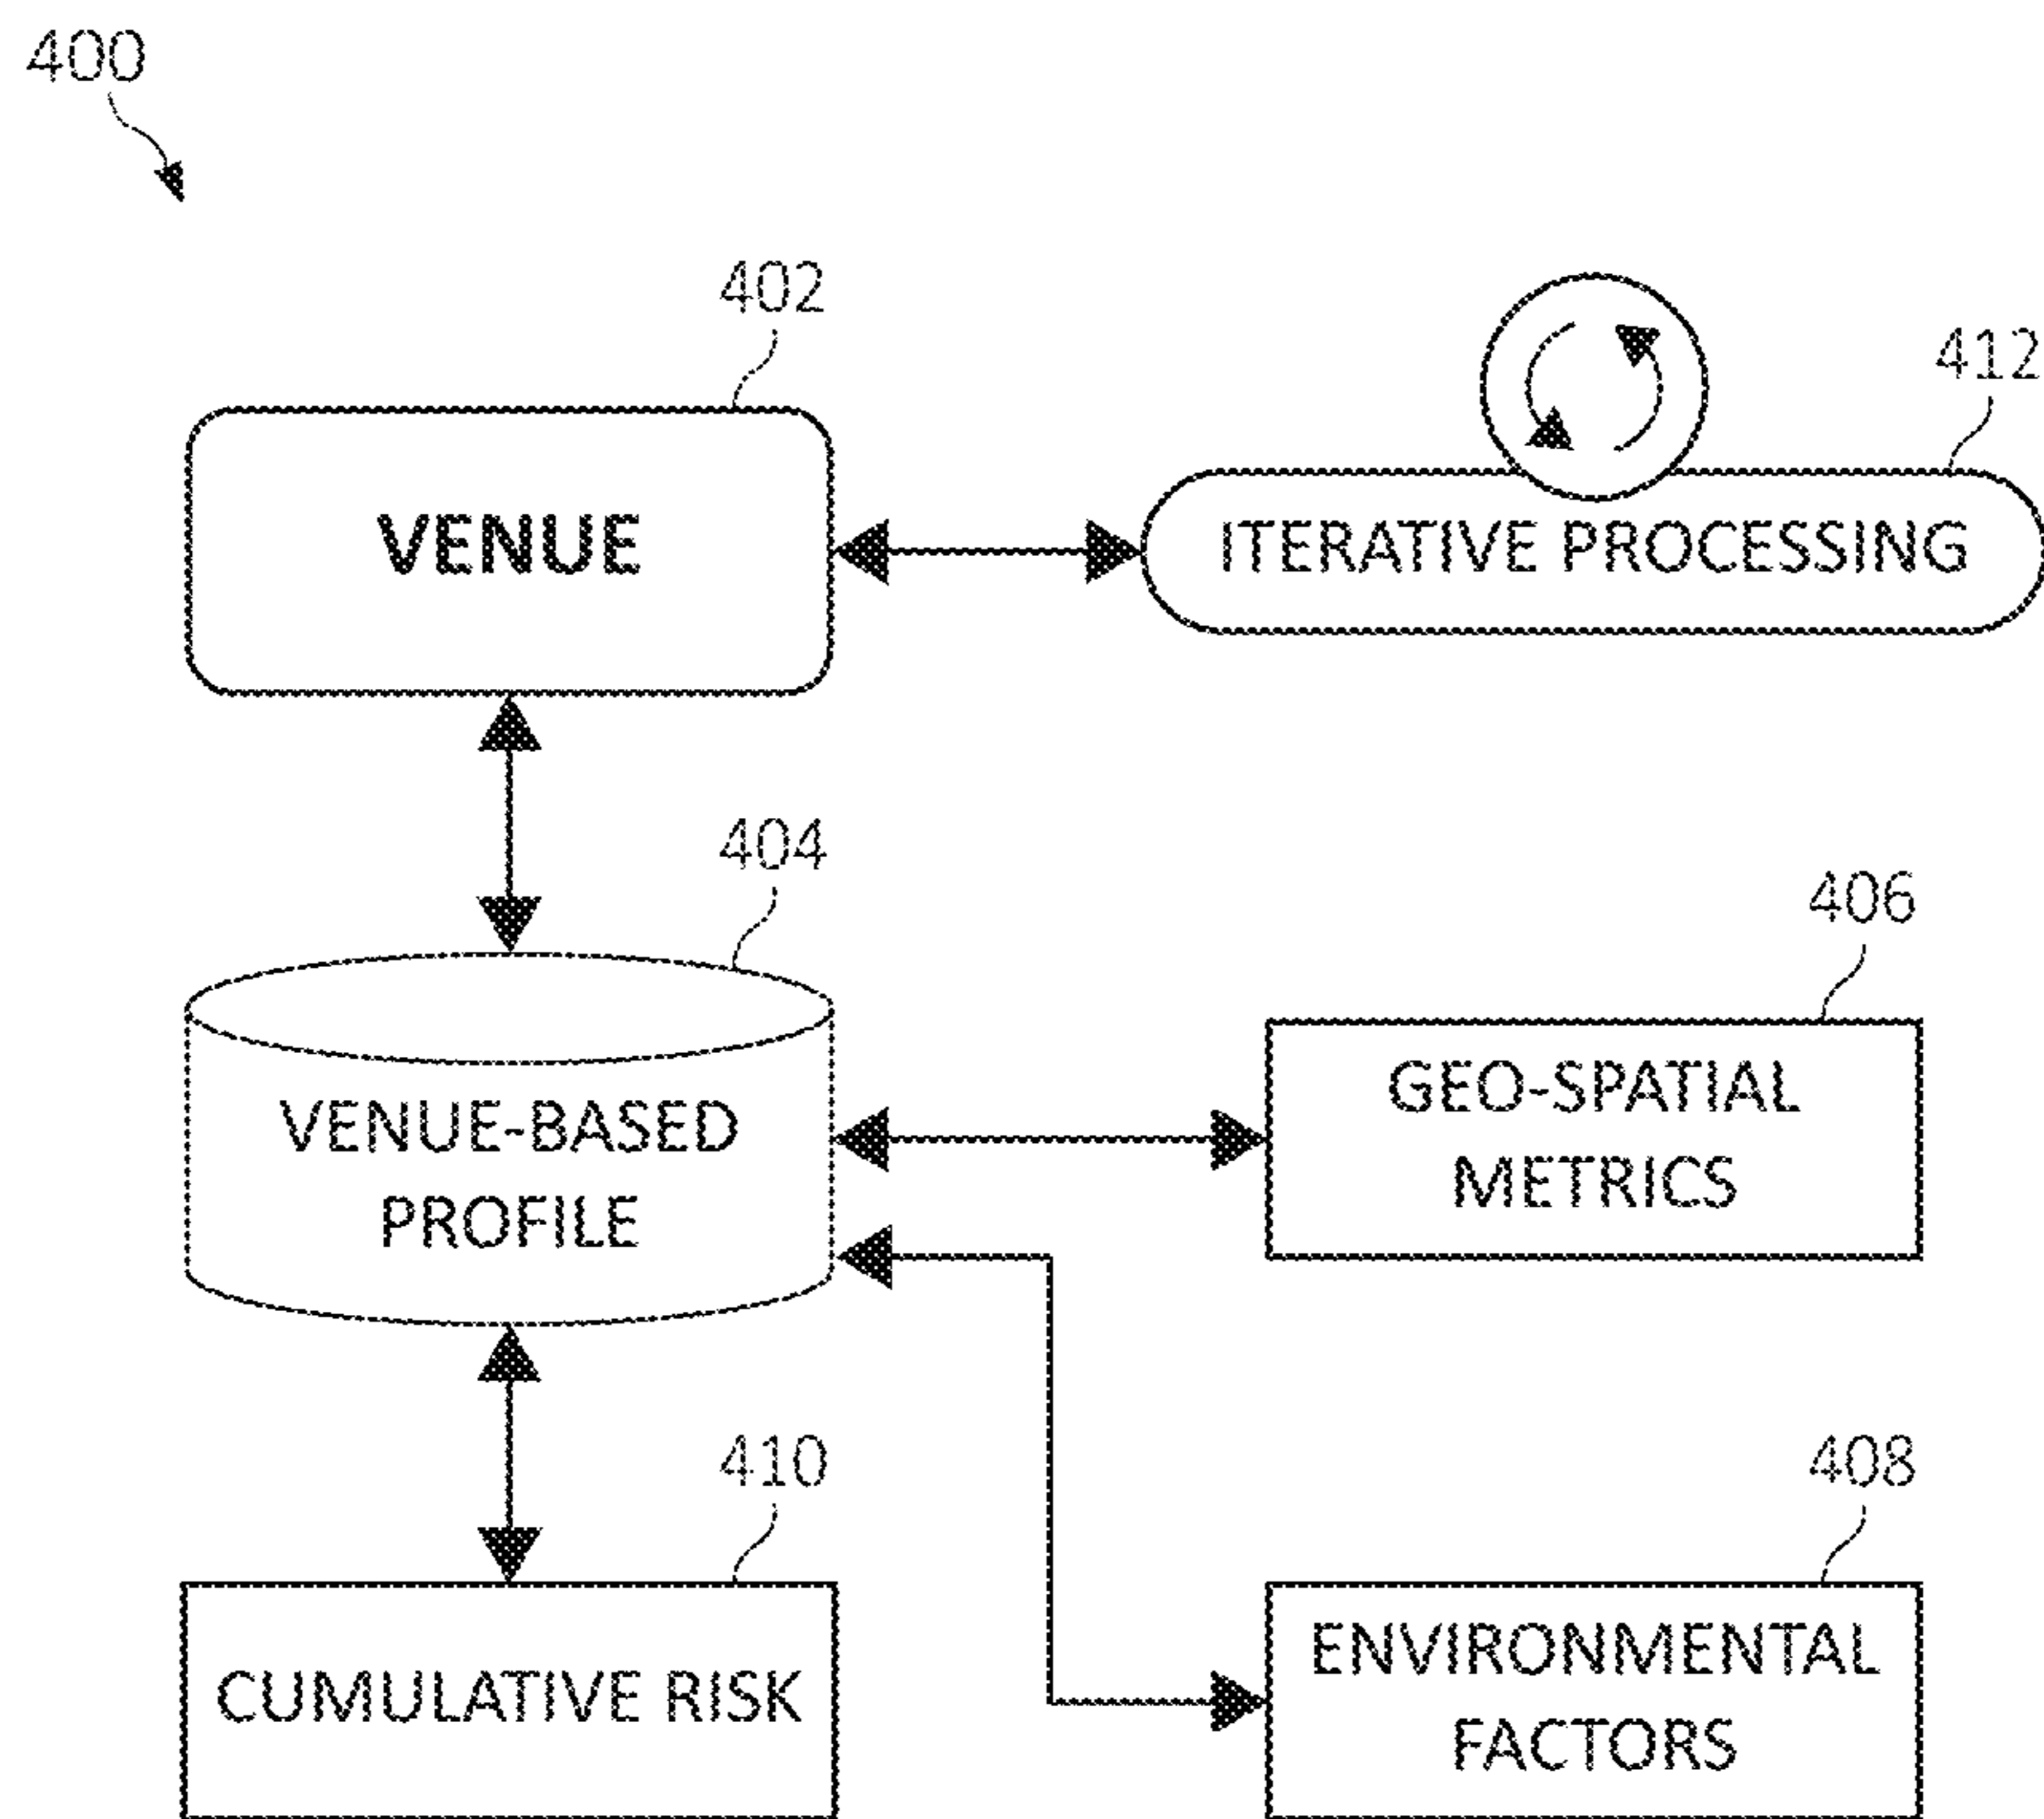 400
402
412
VENUE
ITERATIVE PROCESSING
404
406
VENUE-BASED
PROFILE
GEO-SPATIAL
METRICS
410
408
CUMULATIVE RISK
ENVIRONMENTAL
FACTORS